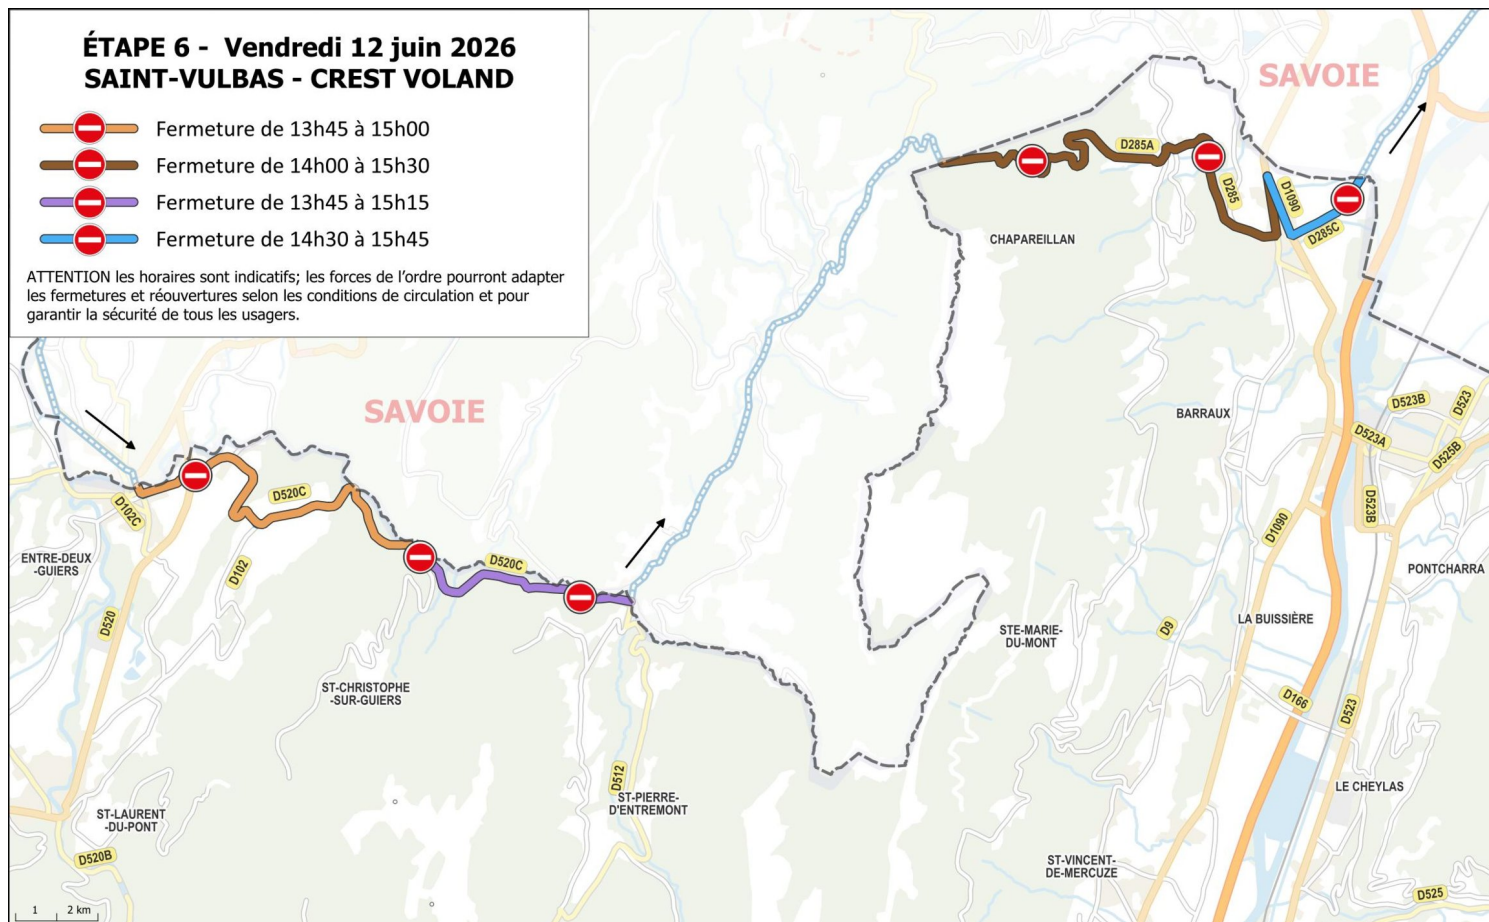 ÉTAPE 6 - Vendredi 12 juin 2026
SAINT-VULBAS - CREST VOLAND
Fermeture de 13h45 à 15h00
Fermeture de 14h00 à 15h30
Fermeture de 13h45 à 15h15
Fermeture de 14h30 à 15h45
ATTENTION les horaires sont indicatifs; les forces de l'ordre pourront adapter
les fermetures et réouvertures selon les conditions de circulation et pour
garantir la sécurité de tous les usagers.
SAVOIE
D285A
D285
D1090
D285C
CHAPAREILLAN
SAVOIE
BARRAUX
D523B
D523
D523A
D525B
D523B
D102C
D520C
D520C
D1090
ENTRE-DEUX
-GUIERS
D102
PONTCHARRA
D520
LA BUISSIÈRE
STE-MARIE-
DU-MONT
D9
ST-CHRISTOPHE
-SUR-GUIERS
D166
D523
D512
ST-PIERRE-
D'ENTREMONT
LE CHEYLAS
ST-LAURENT
-DU-PONT
D520B
ST-VINCENT-
DE-MERCUZE
D525
1 2 km